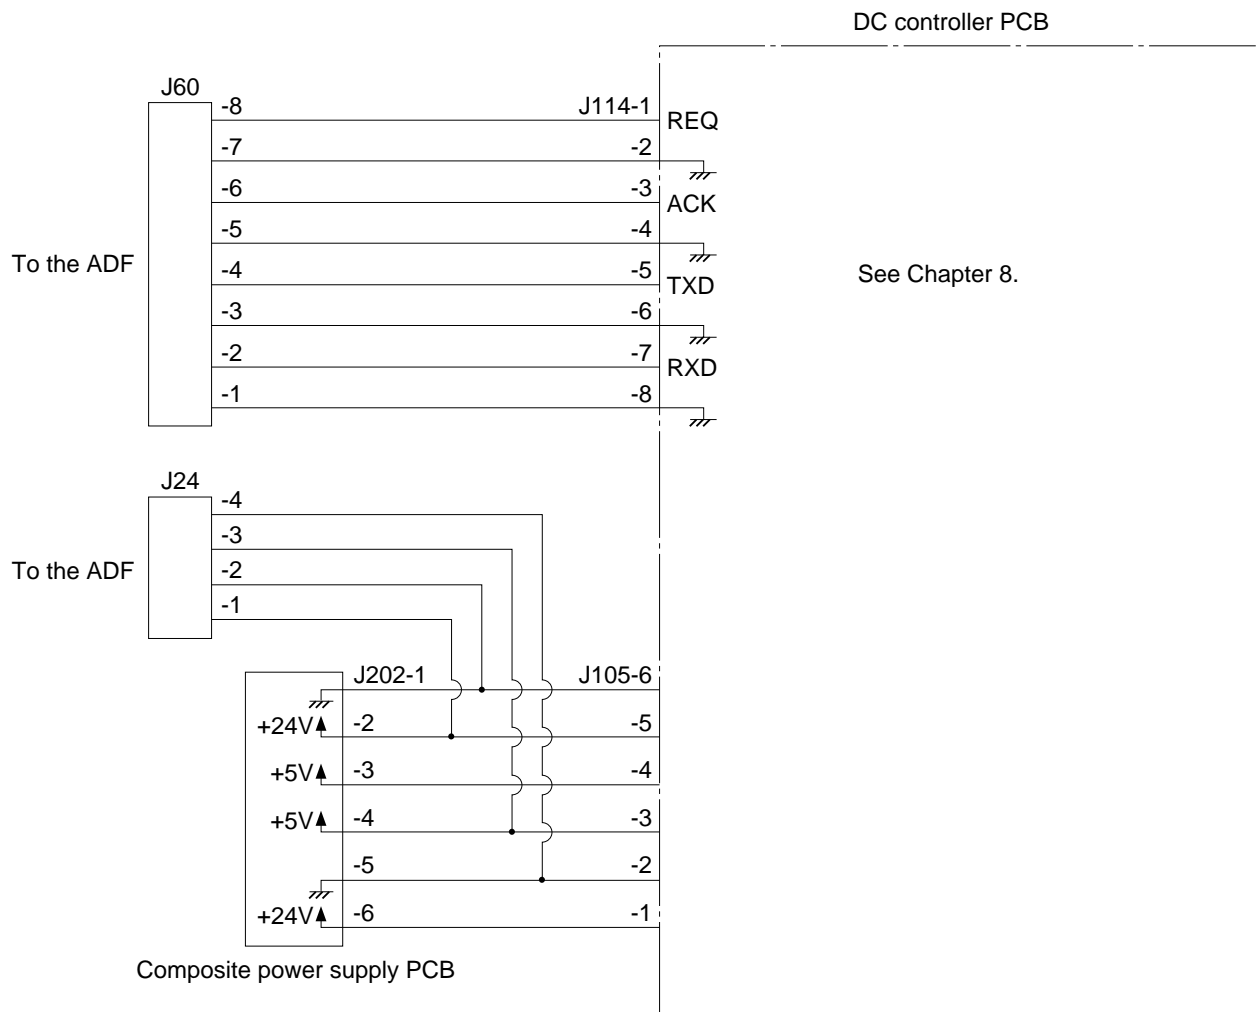 DC controller PCB
J60
-8 J114-1 REQ
-7 -2
-6 -3 ACK
-5 -4
To the ADF
-4 -5 TXD
See Chapter 8.
-3 -6
-2 -7 RXD
-1 -8
J24
-4
-3
To the ADF
-2
-1
J202-1 J105-6
+24V -2 -5
+5V -3 -4
+5V -4 -3
-5 -2
+24V -6 -1
Composite power supply PCB